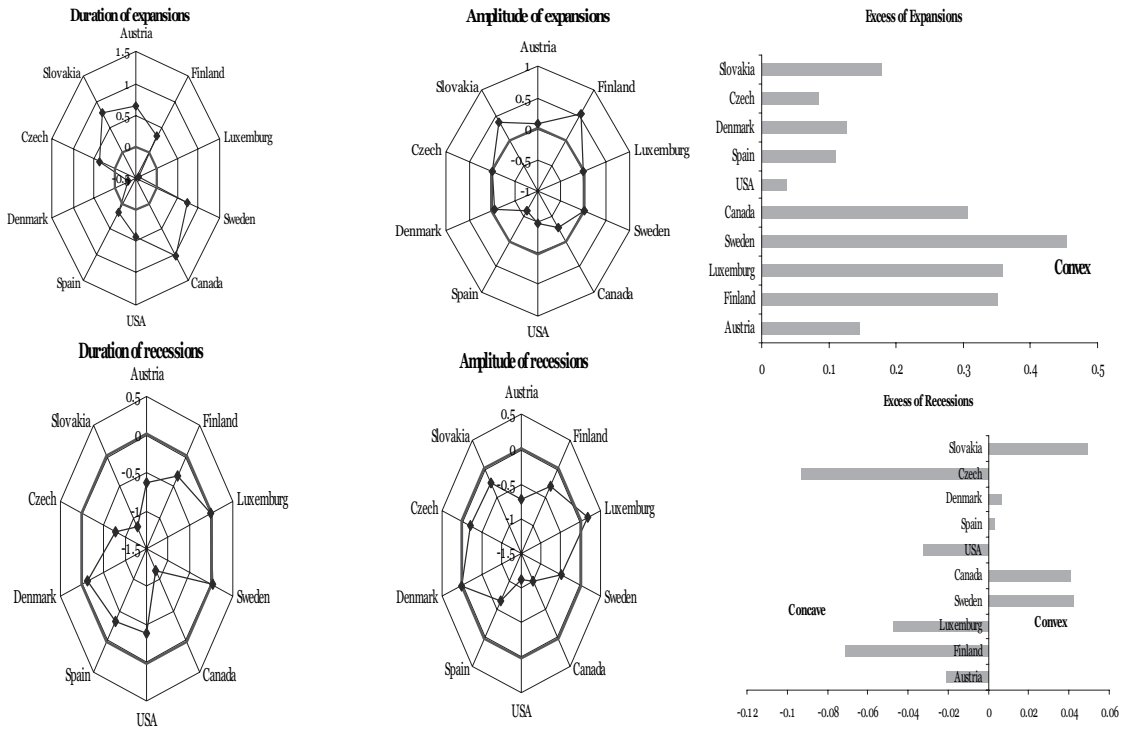 Duration of expansions
Austria
1.5
Slovakia
Finland
1
0.5
Czech
Luxemburg
0
-0.5
Denmark
Sweden
Spain
Canada
USA
Amplitude of expansions
Austria
1
Slovakia
Finland
0.5
0
Czech
Luxemburg
-0.5
-1
Denmark
Sweden
Spain
Canada
USA
Excess of Expansions
Slovakia
Czech
Denmark
Spain
USA
Canada
Sweden
Convex
Luxemburg
Finland
Austria
0 0.1 0.2 0.3 0.4 0.5
Duration of recessions
Austria
0.5
Slovakia
Finland
0
-0.5
Czech
Luxemburg
-1
-1.5
Denmark
Sweden
Spain
Canada
USA
Amplitude of recessions
Austria
0.5
Slovakia
Finland
0
-0.5
Czech
Luxemburg
-1
-1.5
Denmark
Sweden
Spain
Canada
USA
Excess of Recessions
Slovakia
Czech
Denmark
Spain
USA
Canada
Sweden
Concave
Convex
Luxemburg
Finland
Austria
-0.12 -0.1 -0.08 -0.06 -0.04 -0.02 0 0.02 0.04 0.06